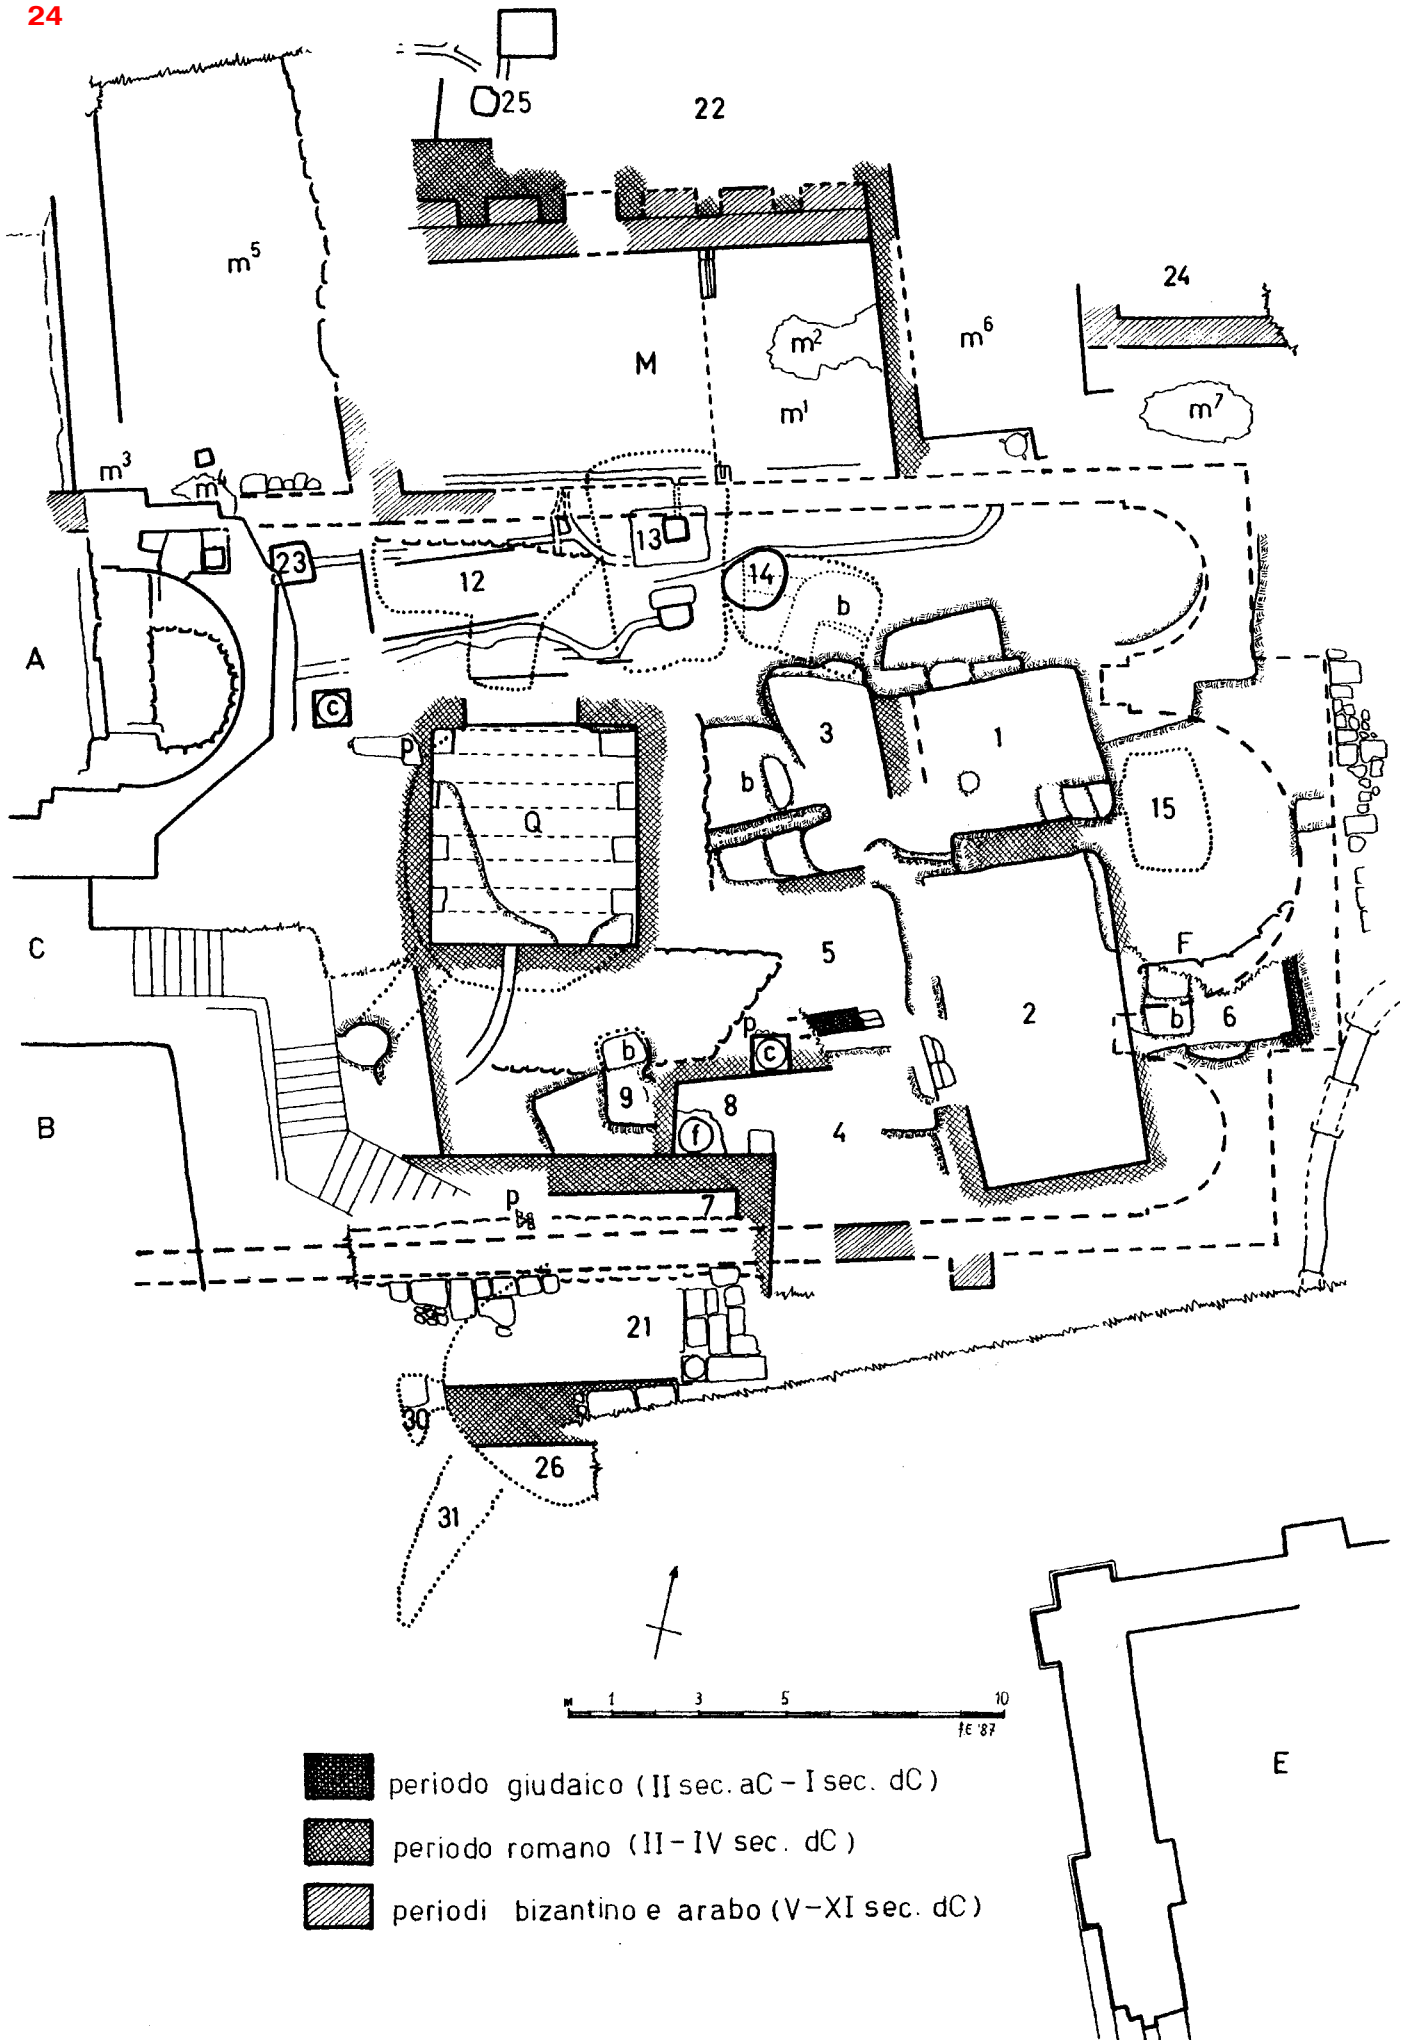 24
25
22
m⁵
24
M
m²
m⁶
m¹
m⁷
m³
m⁴
13
23
12
14
b
A
c
3
1
p
b
Q
15
C
5
F
p
2
b
6
b
c
9
8
f
4
B
p
7
21
30
26
31
M 1 3 5 10
f.E '87
E
periodo giudaico (II sec. aC – I sec. dC)
periodo romano (II – IV sec. dC)
periodi bizantino e arabo (V – XI sec. dC)